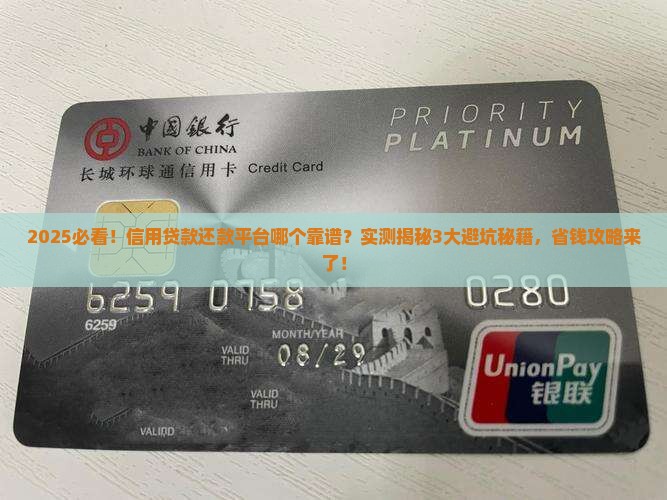 中国银行
BANK OF CHINA
长城环球通信用卡 Credit Card
PRIORITY
PLATINUM
2025必看！信用贷款还款平台哪个靠谱？实测揭秘3大避坑秘籍，省钱攻略来
了！
6259 0758 0280
6259
MONTH/YEAR
VALID
THRU
08/29
VALID
THRU
UnionPay
银联